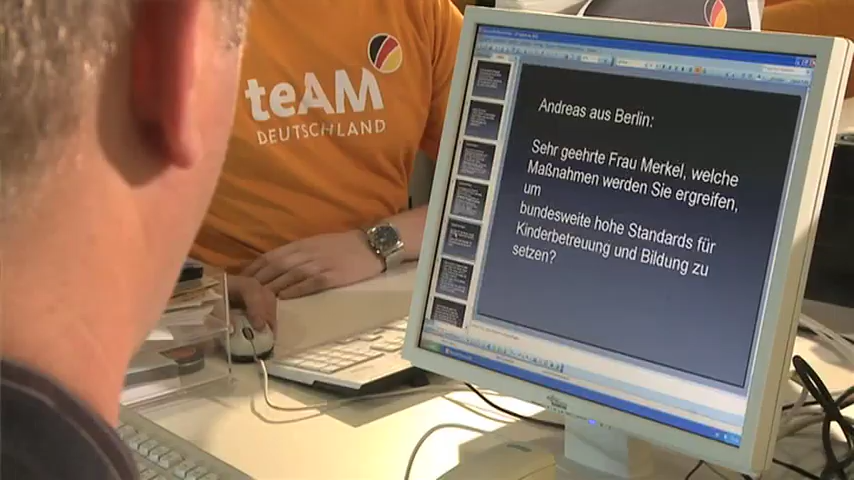 teAM
DEUTSCHLAND
Andreas aus Berlin:
Sehr geehrte Frau Merkel, welche
Maßnahmen werden Sie ergreifen,
um
bundesweite hohe Standards für
Kinderbetreuung und Bildung zu
setzen?